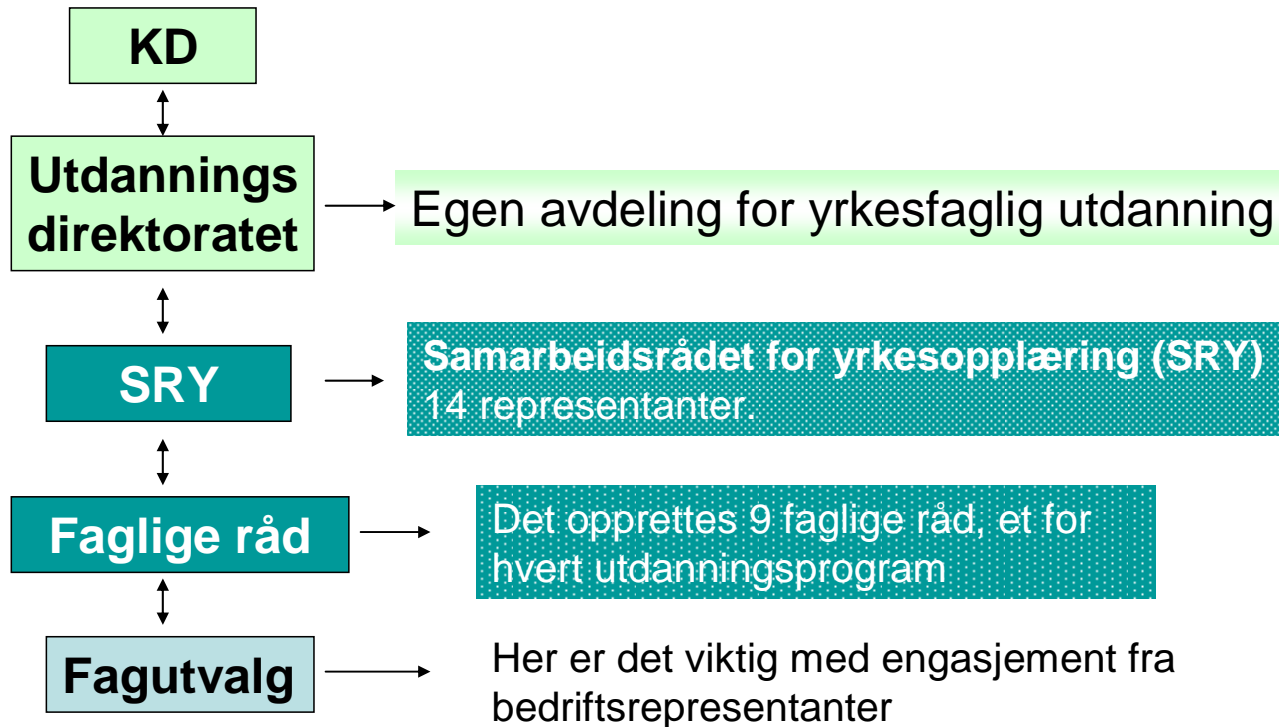 KD
Utdannings
direktoratet
Egen avdeling for yrkesfaglig utdanning
SRY
Samarbeidsrådet for yrkesopplæring (SRY)
14 representanter.
Faglige råd
Det opprettes 9 faglige råd, et for
hvert utdanningsprogram
Fagutvalg
Her er det viktig med engasjement fra
bedriftsrepresentanter